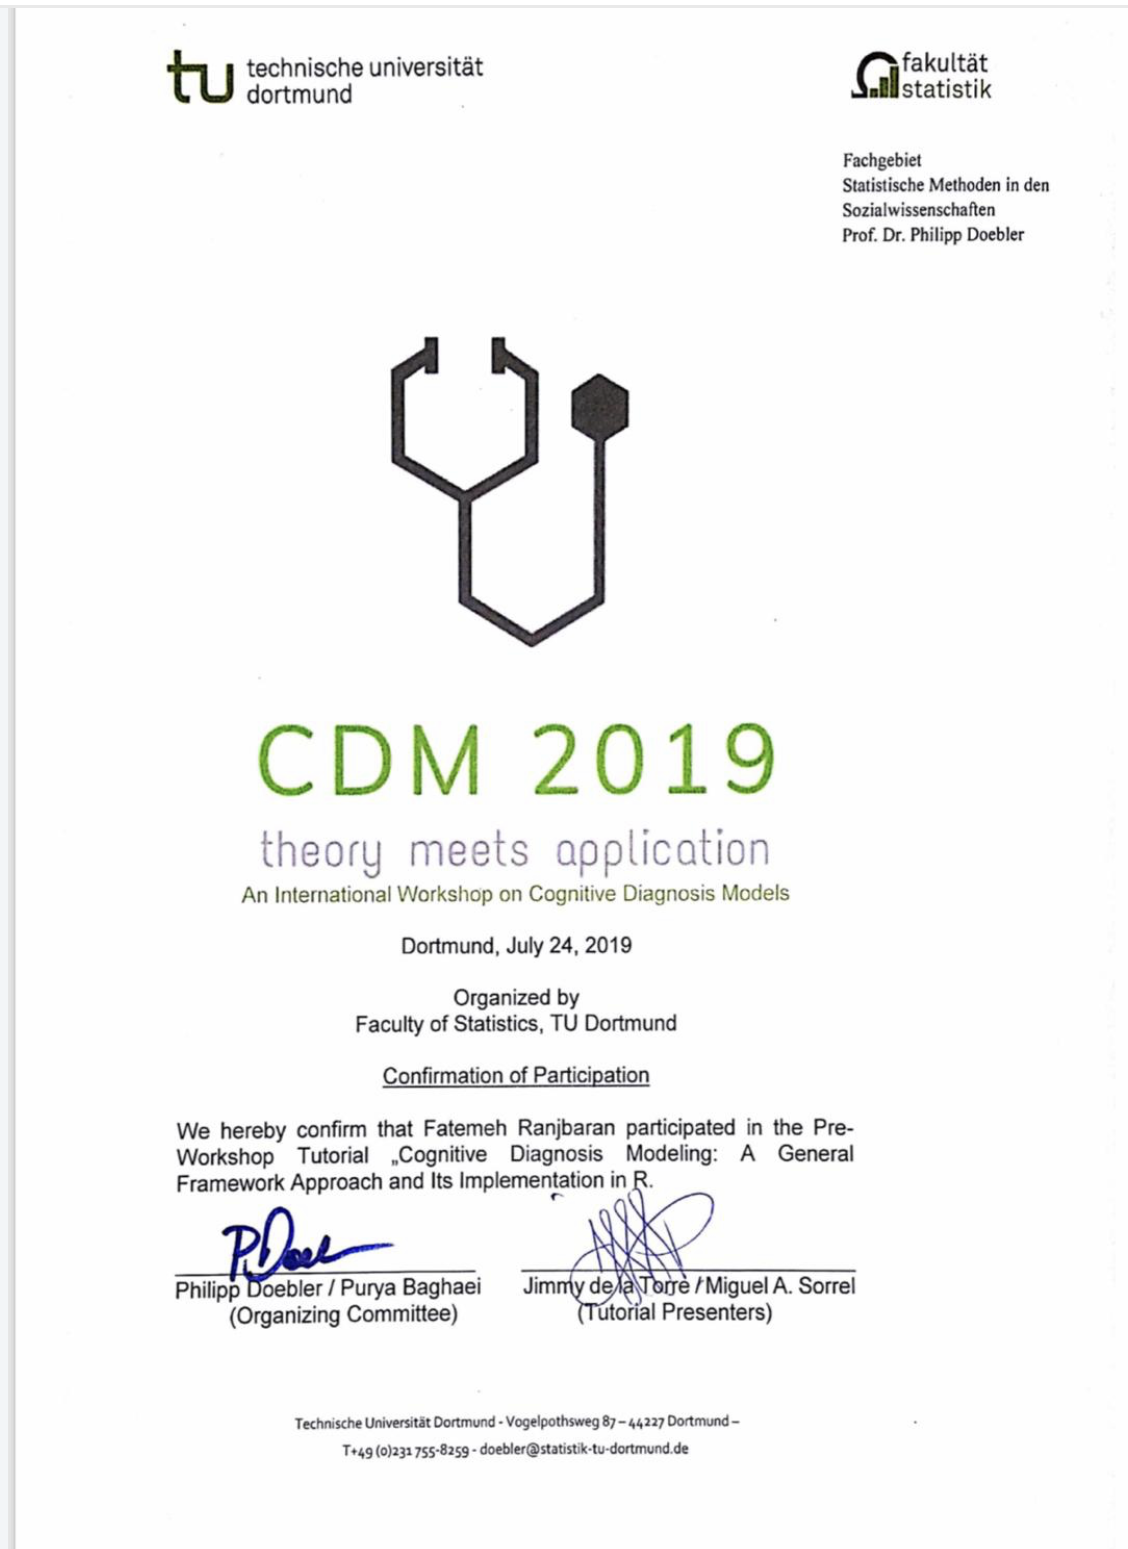 technische universität
dortmund
fakultät
statistik
Fachgebiet
Statistische Methoden in den
Sozialwissenschaften
Prof. Dr. Philipp Doebler
CDM 2019
theory meets application
An International Workshop on Cognitive Diagnosis Models
Dortmund, July 24, 2019
Organized by
Faculty of Statistics, TU Dortmund
Confirmation of Participation
We hereby confirm that Fatemeh Ranjbaran participated in the Pre-
Workshop Tutorial „Cognitive Diagnosis Modeling: A General
Framework Approach and Its Implementation in R.
Philipp Doebler / Purya Baghaei
(Organizing Committee)
Jimmy de la Torre / Miguel A. Sorrel
(Tutorial Presenters)
Technische Universität Dortmund - Vogelpothsweg 87 – 44227 Dortmund –
T+49 (0)231 755-8259 - doebler@statistik-tu-dortmund.de